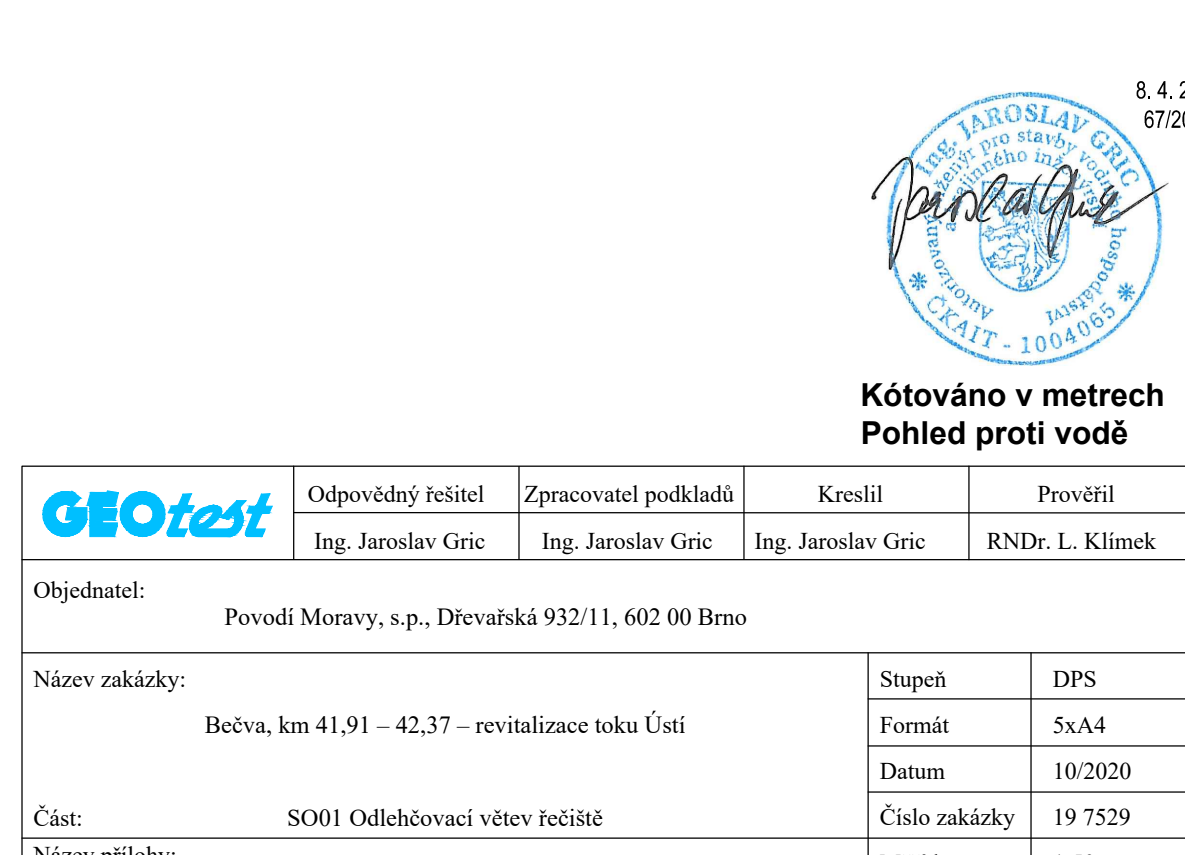 8. 4. 2
67/20
Ing. JAROSLAV GRIC
Autorizovaný inženýr pro stavby vodního hospodářství
a krajinného inženýrství
* ČKAIT - 1004065 *
Kótováno v metrech
Pohled proti vodě
GEOtest
Odpovědný řešitel Zpracovatel podkladů Kreslil Prověřil
Ing. Jaroslav Gric Ing. Jaroslav Gric Ing. Jaroslav Gric RNDr. L. Klímek
Objednatel:
Povodí Moravy, s.p., Dřevařská 932/11, 602 00 Brno
Název zakázky: Stupeň DPS
Bečva, km 41,91 – 42,37 – revitalizace toku Ústí Formát 5xA4
Datum 10/2020
Část: SO01 Odlehčovací větev řečiště Číslo zakázky 19 7529
Název přílohy: